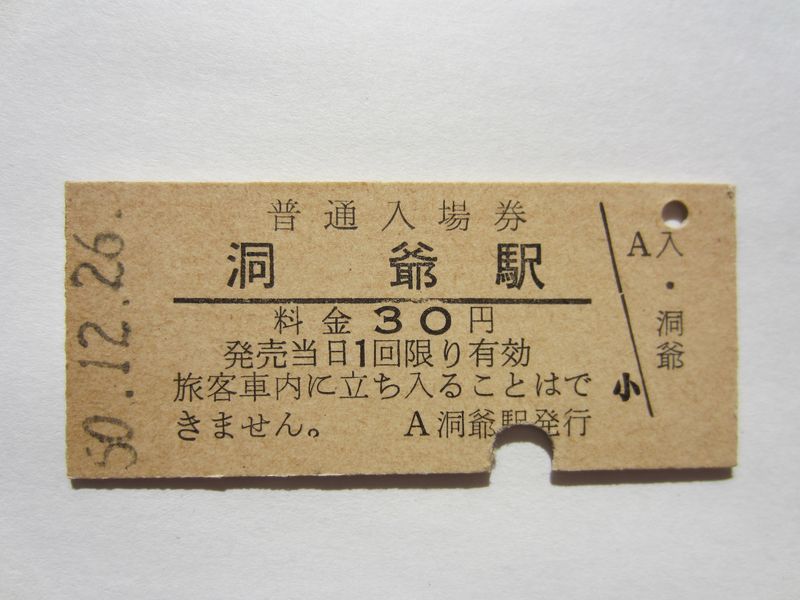 普通入場券
洞爺駅
料金30円
発売当日1回限り有効
旅客車内に立ち入ることはで
きません。 A洞爺駅発行
小
A入・洞爺
50.12.26.